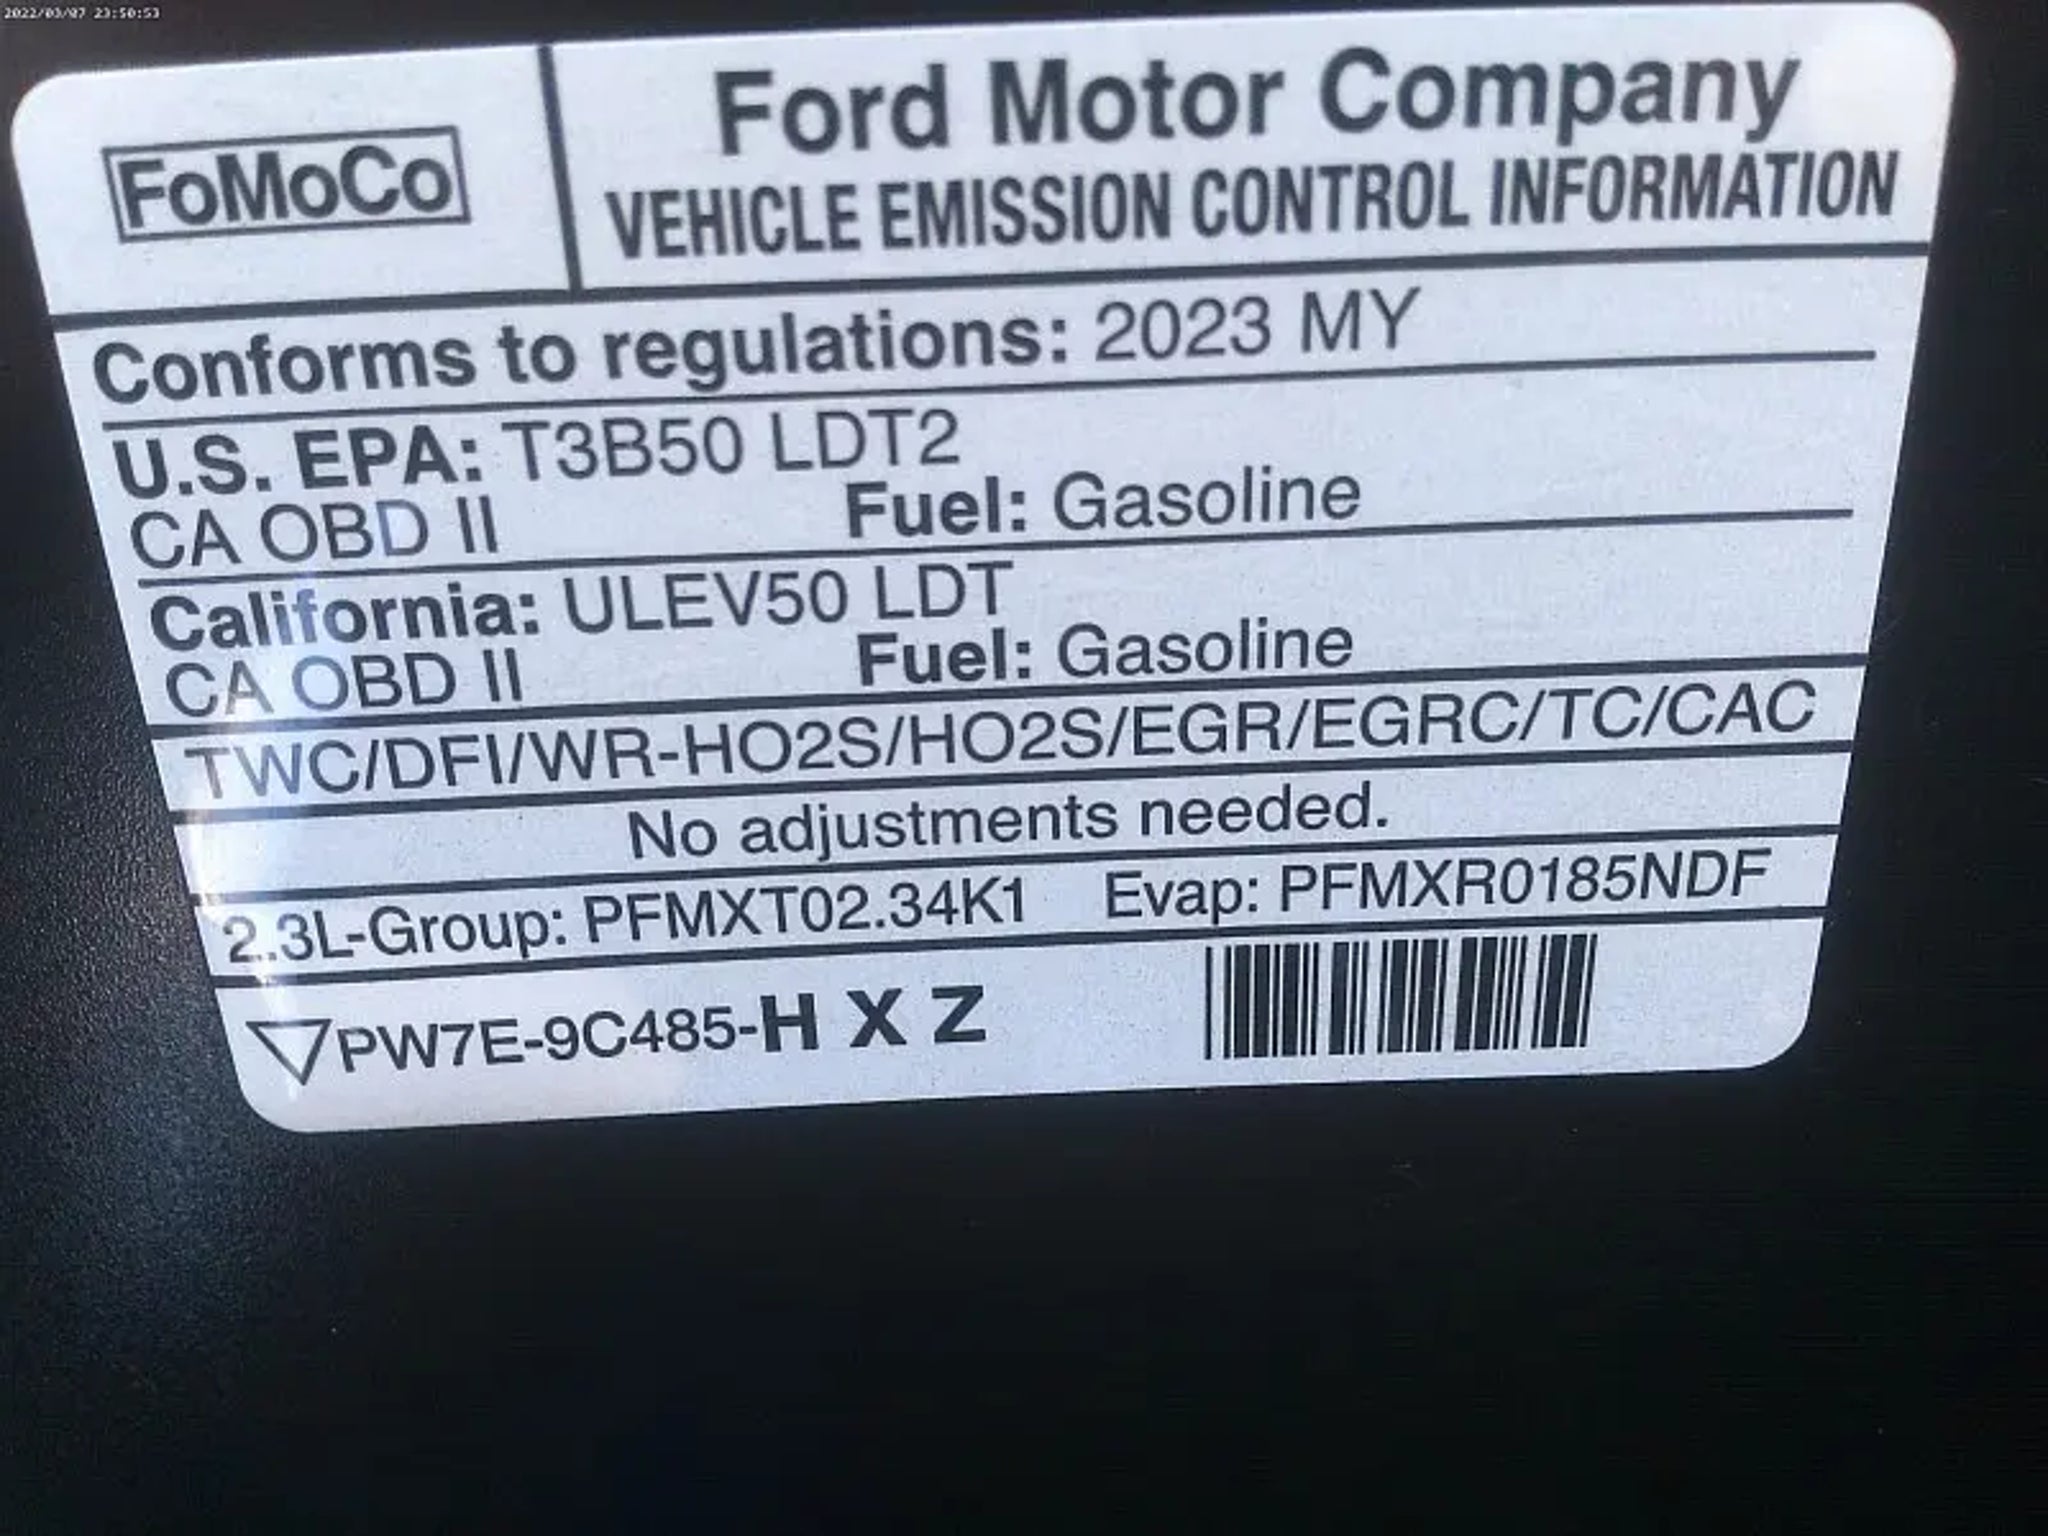 2022/03/07 23:50:53
FoMoCo
Ford Motor Company
VEHICLE EMISSION CONTROL INFORMATION
Conforms to regulations: 2023 MY
U.S. EPA: T3B50 LDT2
CA OBD II Fuel: Gasoline
California: ULEV50 LDT
CA OBD II Fuel: Gasoline
TWC/DFI/WR-HO2S/HO2S/EGR/EGRC/TC/CAC
No adjustments needed.
2.3L-Group: PFMXT02.34K1 Evap: PFMXR0185NDF
PW7E-9C485-H X Z